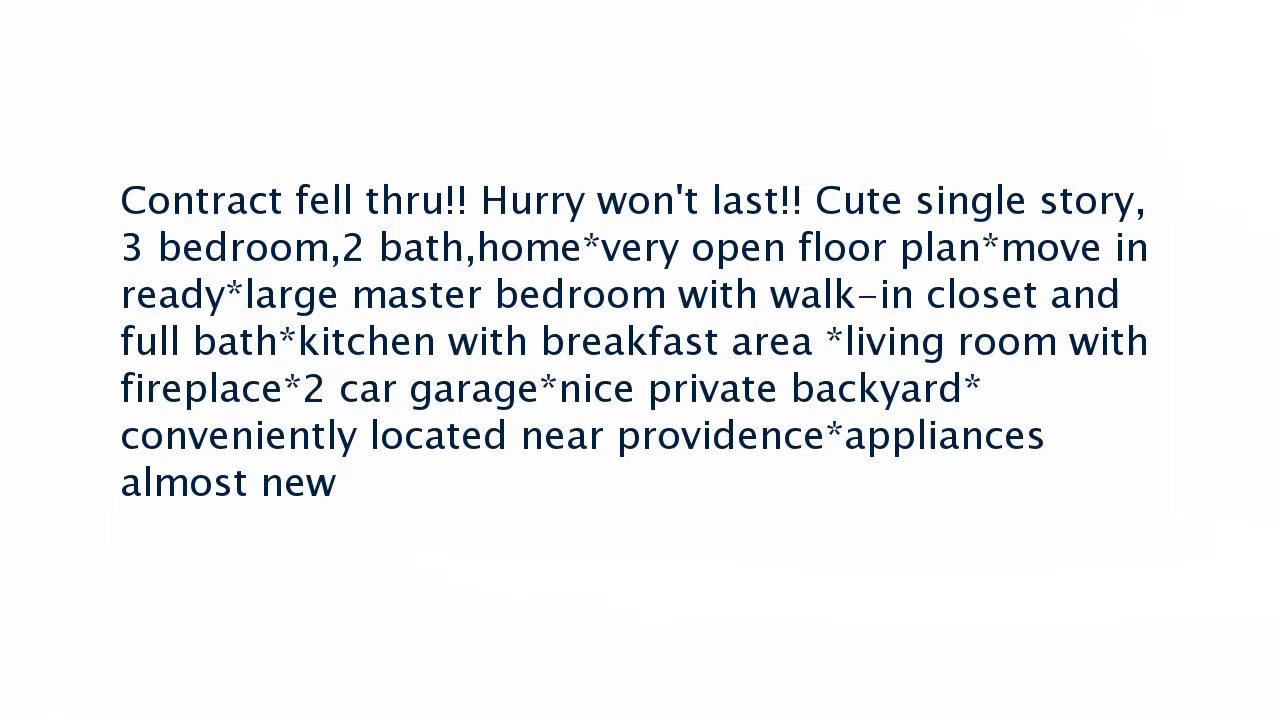 Contract fell thru!! Hurry won't last!! Cute single story,
3 bedroom,2 bath,home*very open floor plan*move in
ready*large master bedroom with walk-in closet and
full bath*kitchen with breakfast area *living room with
fireplace*2 car garage*nice private backyard*
conveniently located near providence*appliances
almost new